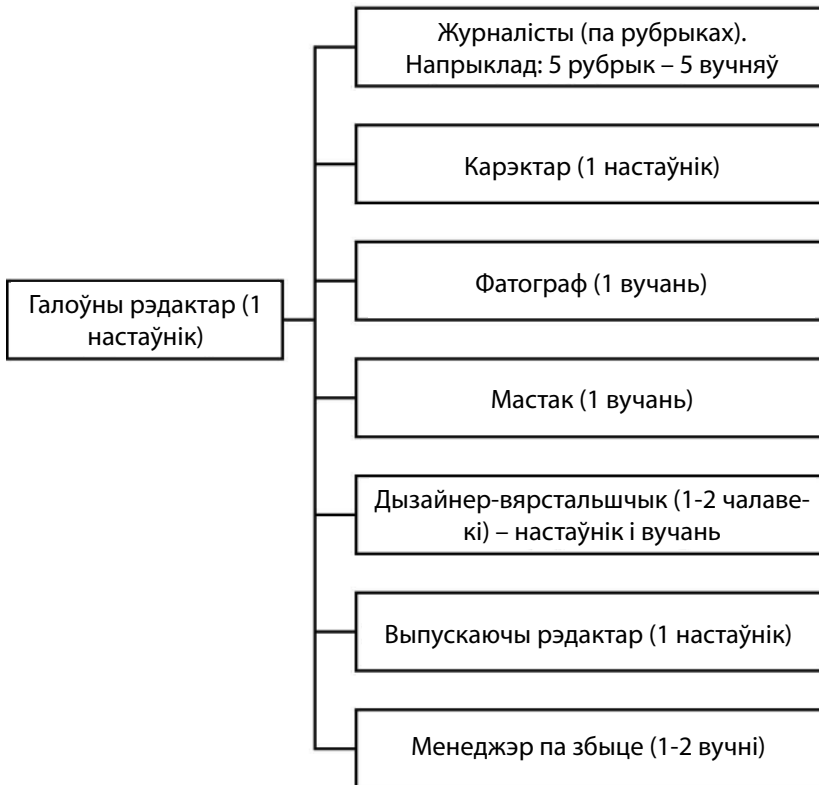 Журналісты (па рубрыках).
Напрыклад: 5 рубрык – 5 вучняў
Карэктар (1 настаўнік)
Фатограф (1 вучань)
Галоўны рэдактар (1
настаўнік)
Мастак (1 вучань)
Дызайнер-вярстальшчык (1-2 чалаве-
кі) – настаўнік і вучань
Выпускаючы рэдактар (1 настаўнік)
Менеджэр па збыце (1-2 вучні)